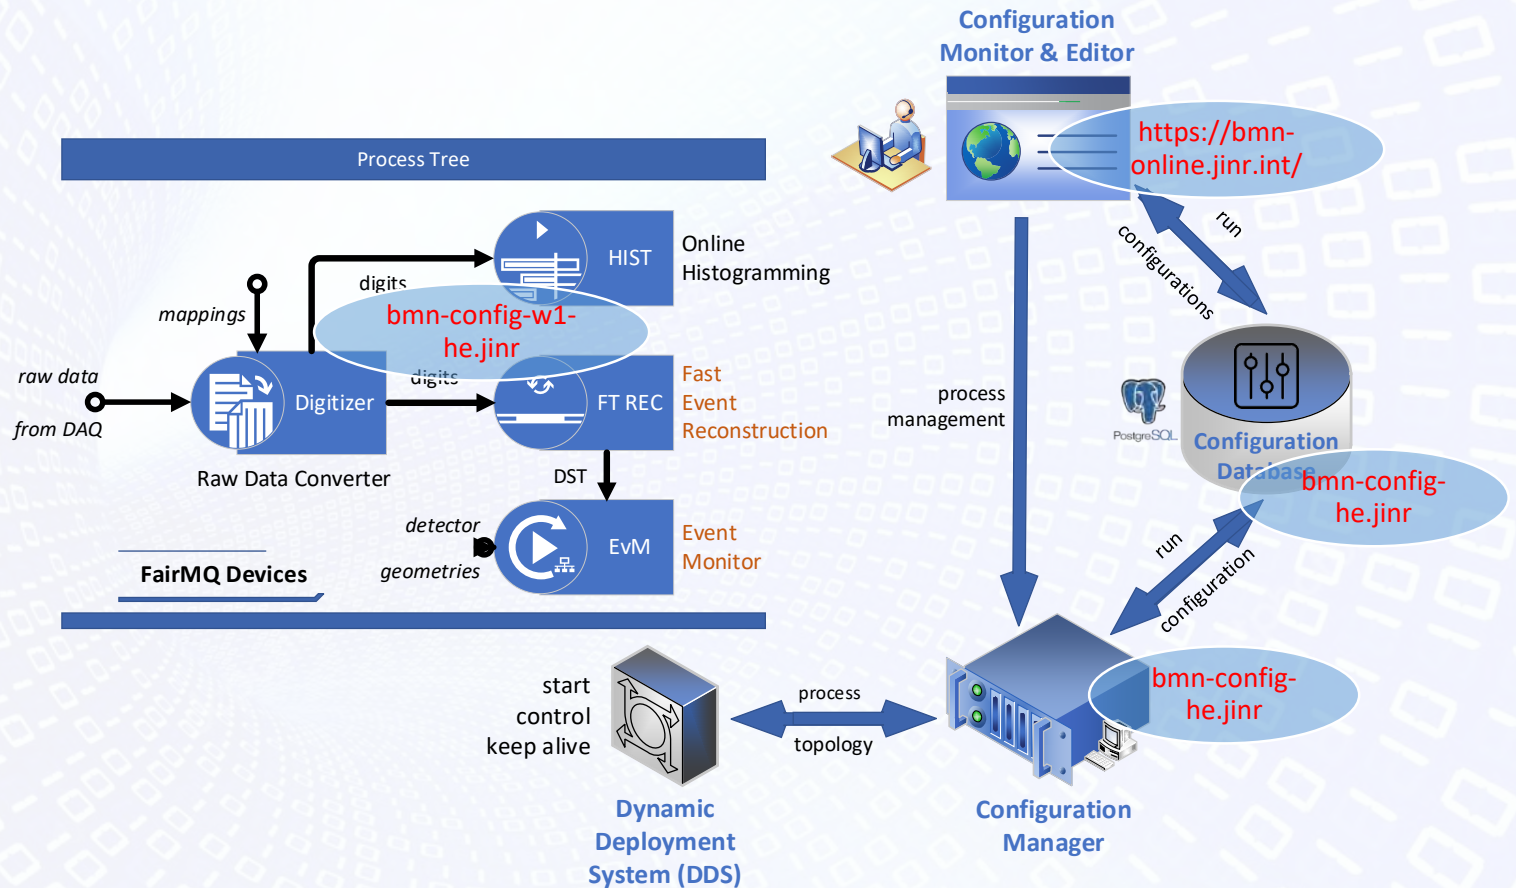 Configuration
Monitor & Editor
https://bmn-
online.jinr.int/
Process Tree
run
configurations
HIST
Online
Histogramming
digits
mappings
bmn-config-w1-
he.jinr
raw data
from DAQ
Digitizer
digits
FT REC
Fast
Event
Reconstruction
Raw Data Converter
DST
process
management
PostgreSQL
Configuration
Database
bmn-config-
he.jinr
detector
geometries
EvM
Event
Monitor
FairMQ Devices
run
configuration
start
control
keep alive
process
topology
bmn-config-
he.jinr
Dynamic
Deployment
System (DDS)
Configuration
Manager